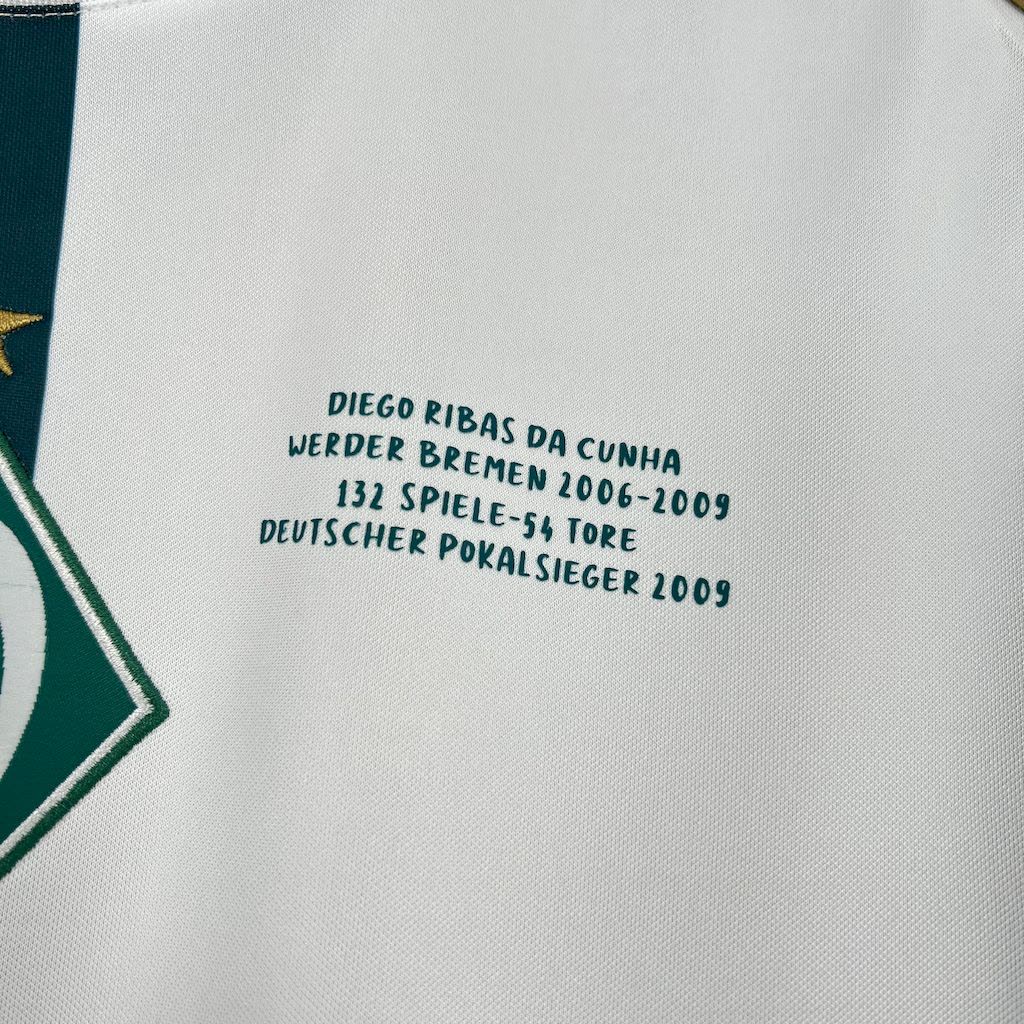 DIEGO RIBAS DA CUNHA
WERDER BREMEN 2006-2009
132 SPIELE-54 TORE
DEUTSCHER POKALSIEGER 2009